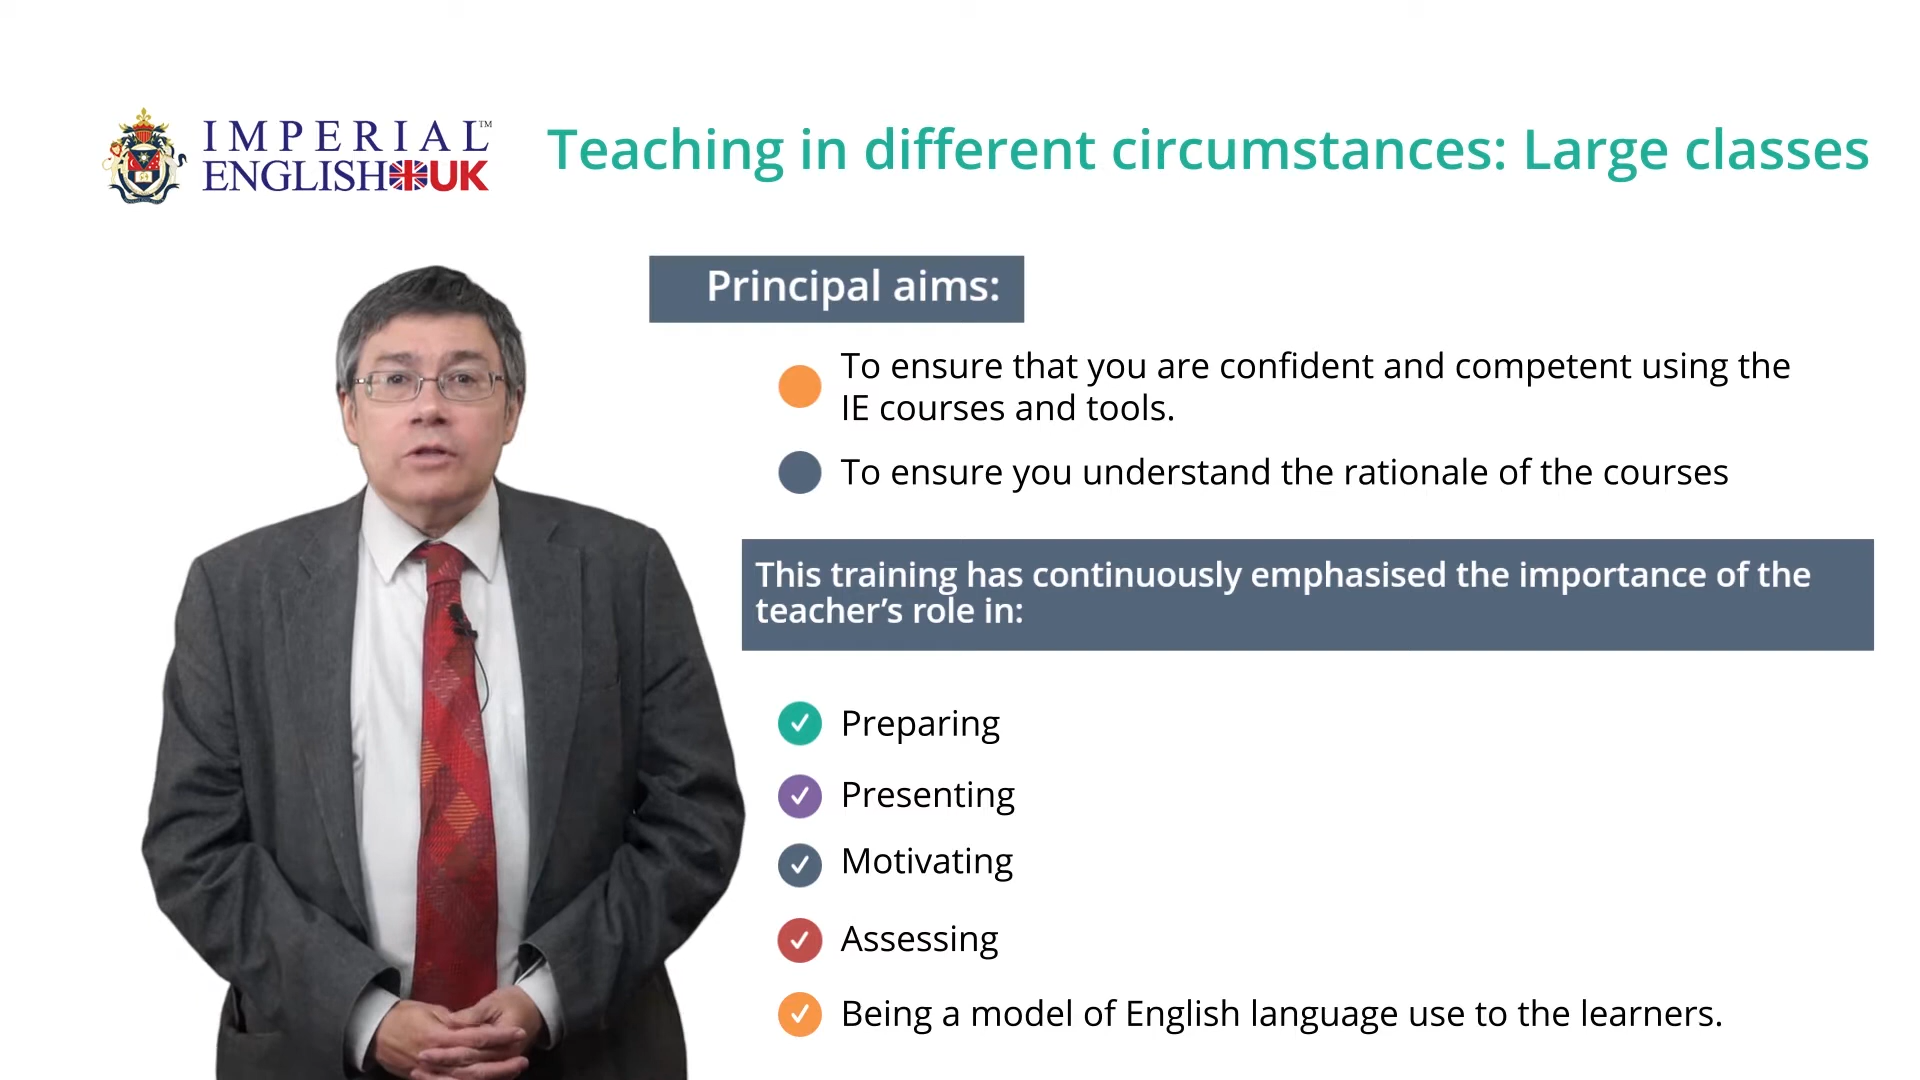 IMPERIAL™
ENGLISH UK
Teaching in different circumstances: Large classes
Principal aims:
To ensure that you are confident and competent using the
IE courses and tools.
To ensure you understand the rationale of the courses
This training has continuously emphasised the importance of the
teacher’s role in:
Preparing
Presenting
Motivating
Assessing
Being a model of English language use to the learners.